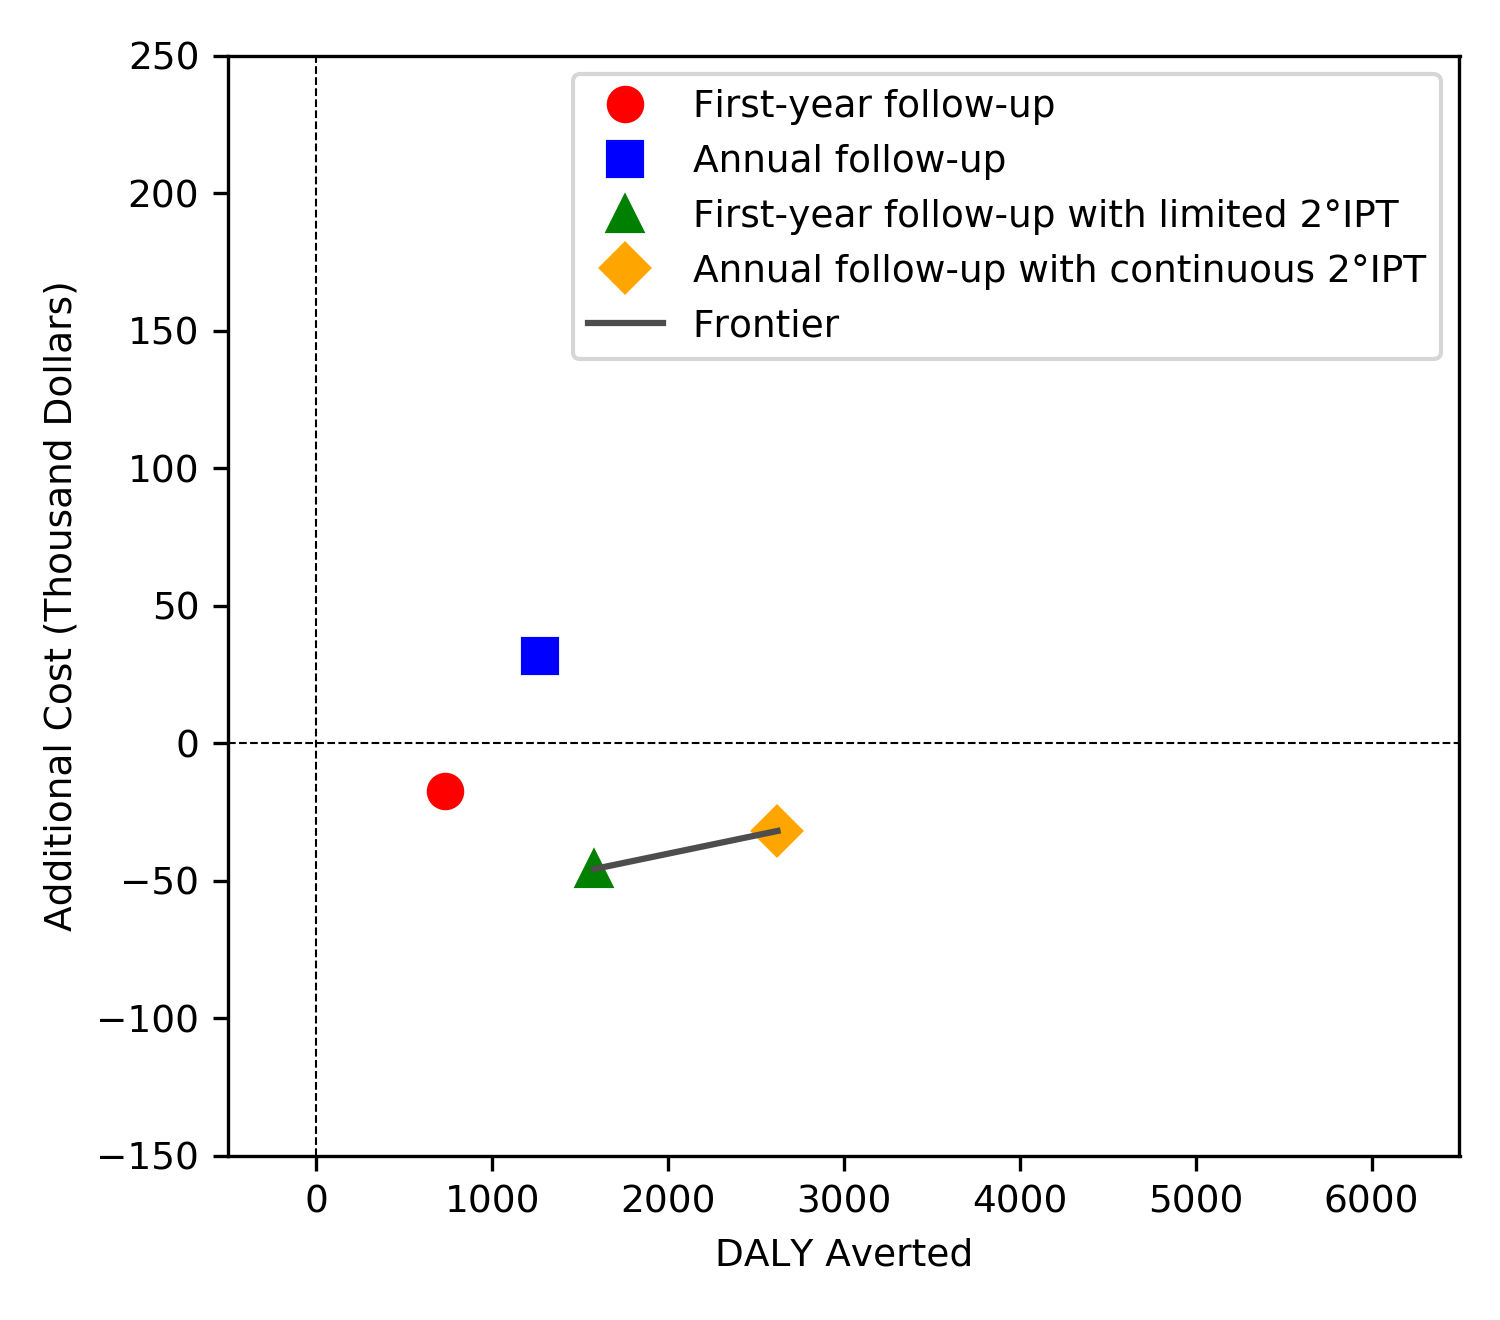 250
200
150
100
50
0
−50
−100
−150
Additional Cost (Thousand Dollars)
First-year follow-up
Annual follow-up
First-year follow-up with limited 2°IPT
Annual follow-up with continuous 2°IPT
Frontier
0 1000 2000 3000 4000 5000 6000
DALY Averted